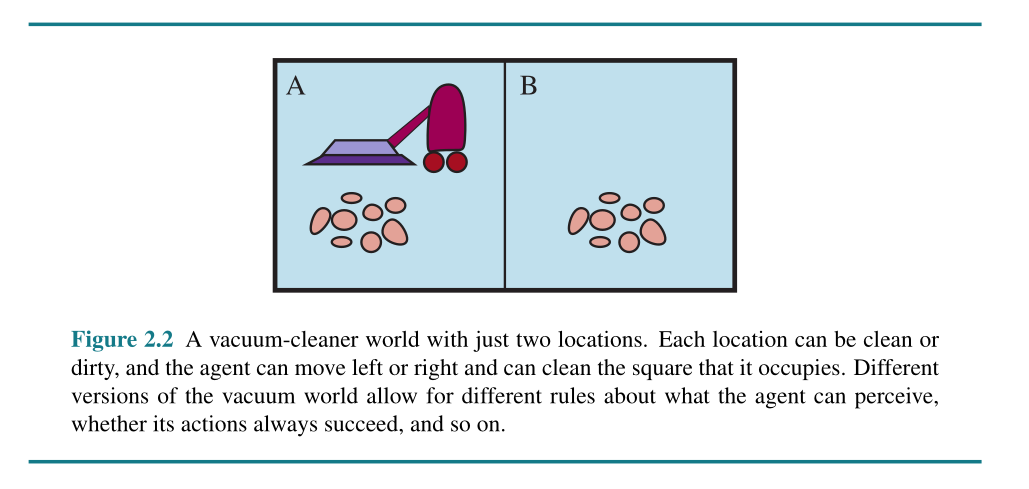 A
B
Figure 2.2 A vacuum-cleaner world with just two locations. Each location can be clean or
dirty, and the agent can move left or right and can clean the square that it occupies. Different
versions of the vacuum world allow for different rules about what the agent can perceive,
whether its actions always succeed, and so on.